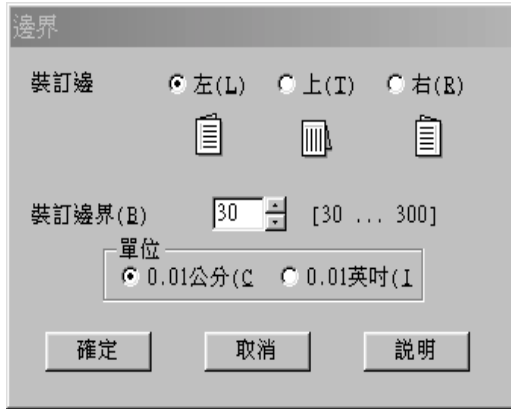 邊界
裝訂邊 左(L) 上(T) 右(R)
裝訂邊界(B) 30 [30 ... 300]
單位
0.01公分(C 0.01英吋(I
確定 取消 說明